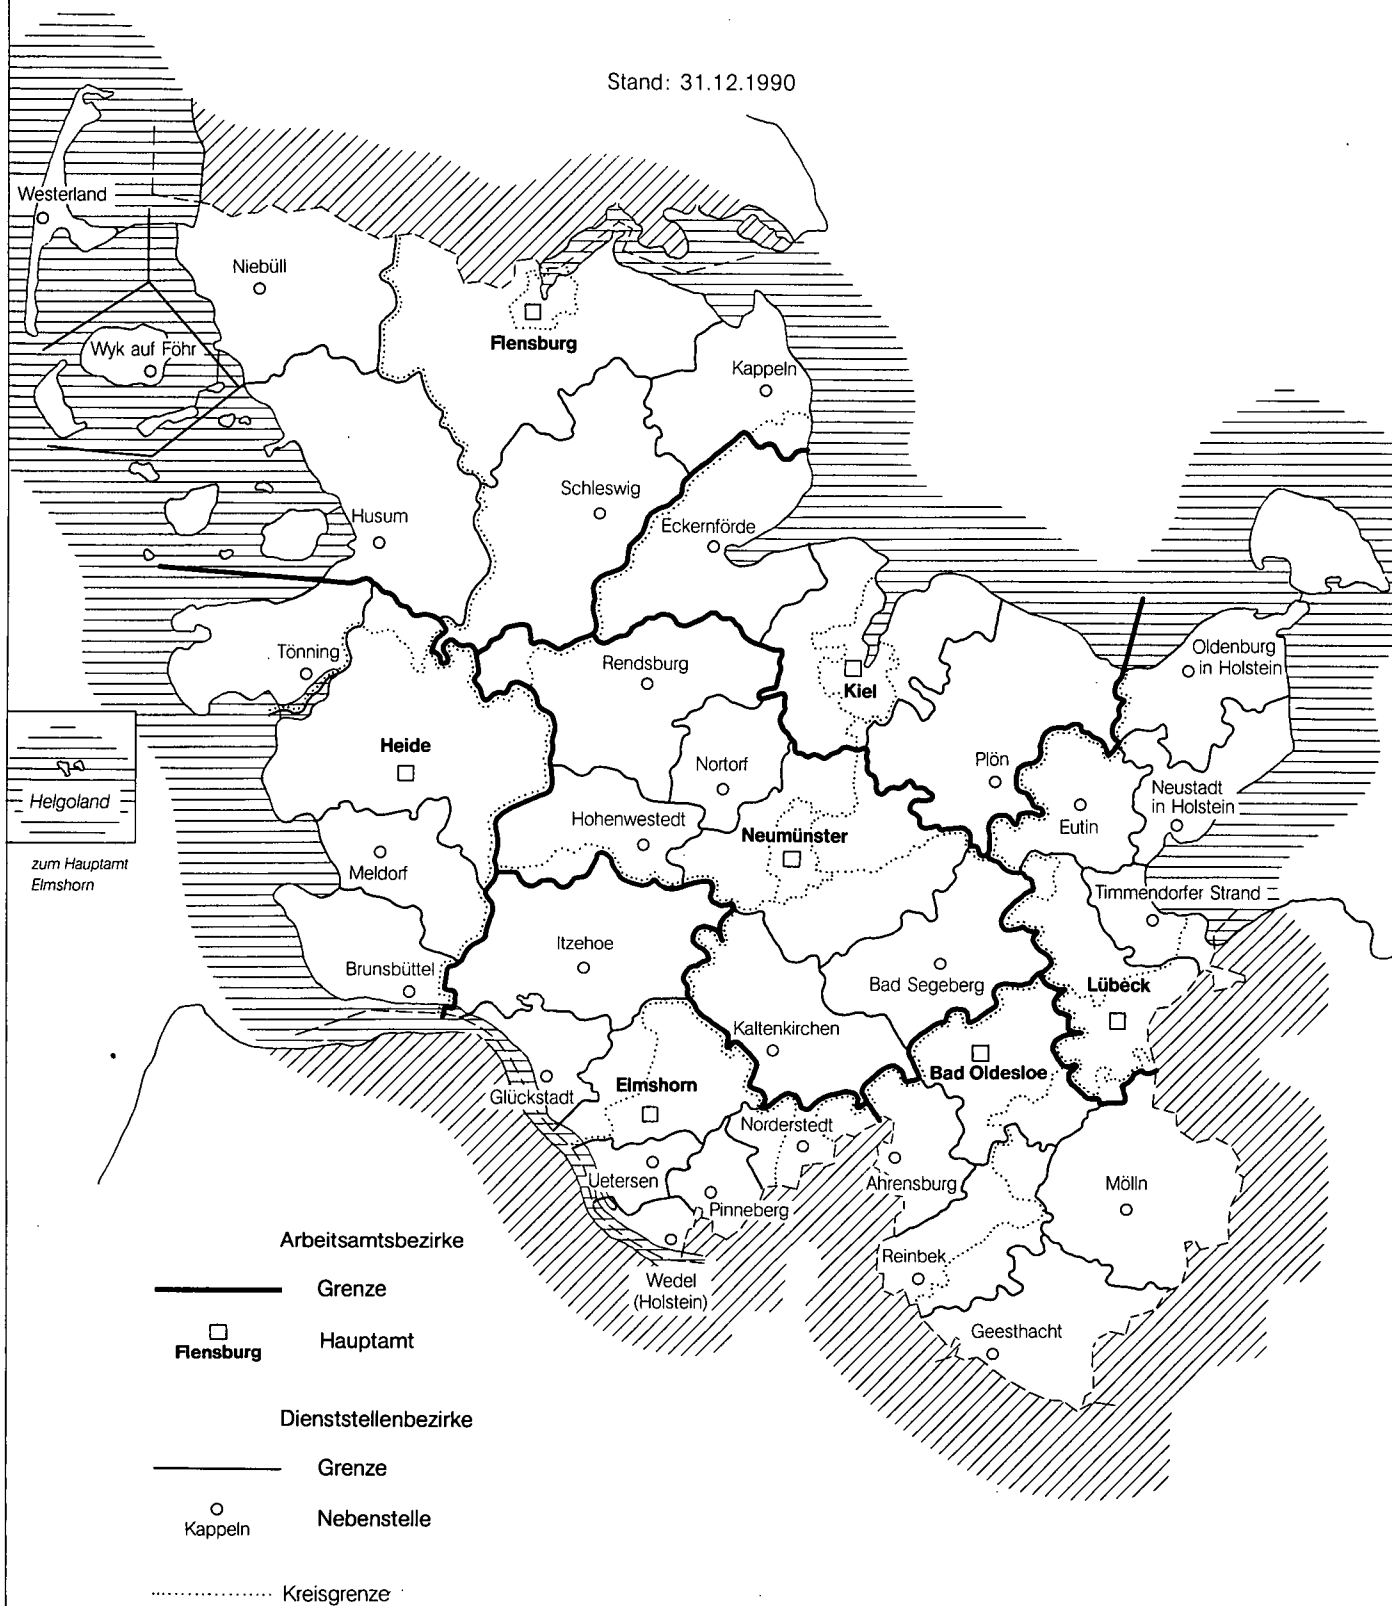 Stand: 31.12.1990
Westerland
Niebüll
Flensburg
Wyk auf Föhr
Kappeln
Schleswig
Husum
Eckernförde
Tönning
Rendsburg
Kiel
Oldenburg
in Holstein
Heide
Nortorf
Plön
Neustadt
in Holstein
Helgoland
Hohenwestedt
Neumünster
Eutin
zum Hauptamt
Elmshorn
Meldorf
Timmendorfer Strand
Itzehoe
Brunsbüttel
Bad Segeberg
Lübeck
Kaltenkirchen
Bad Oldesloe
Glückstadt
Elmshorn
Norderstedt
Uetersen
Ahrensburg
Mölln
Pinneberg
Reinbek
Wedel
(Holstein)
Geesthacht
Arbeitsamtsbezirke
Grenze
Flensburg
Hauptamt
Dienststellenbezirke
Grenze
Kappeln
Nebenstelle
Kreisgrenze